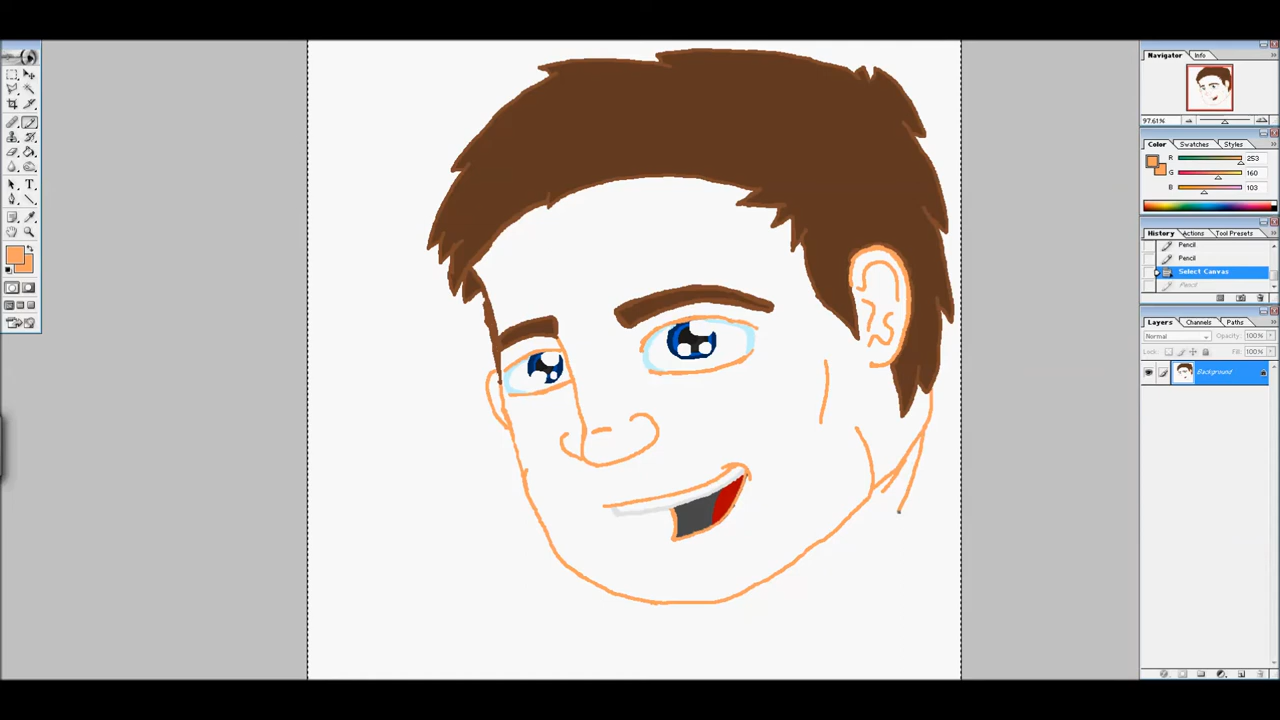 Navigator Info
97.61%
Color Swatches Styles
R 253
G 160
B 103
History Actions Tool Presets
Pencil
Pencil
Select Canvas
Pencil
Layers Channels Paths
Normal Opacity: 100%
Lock: Fill: 100%
Background
T